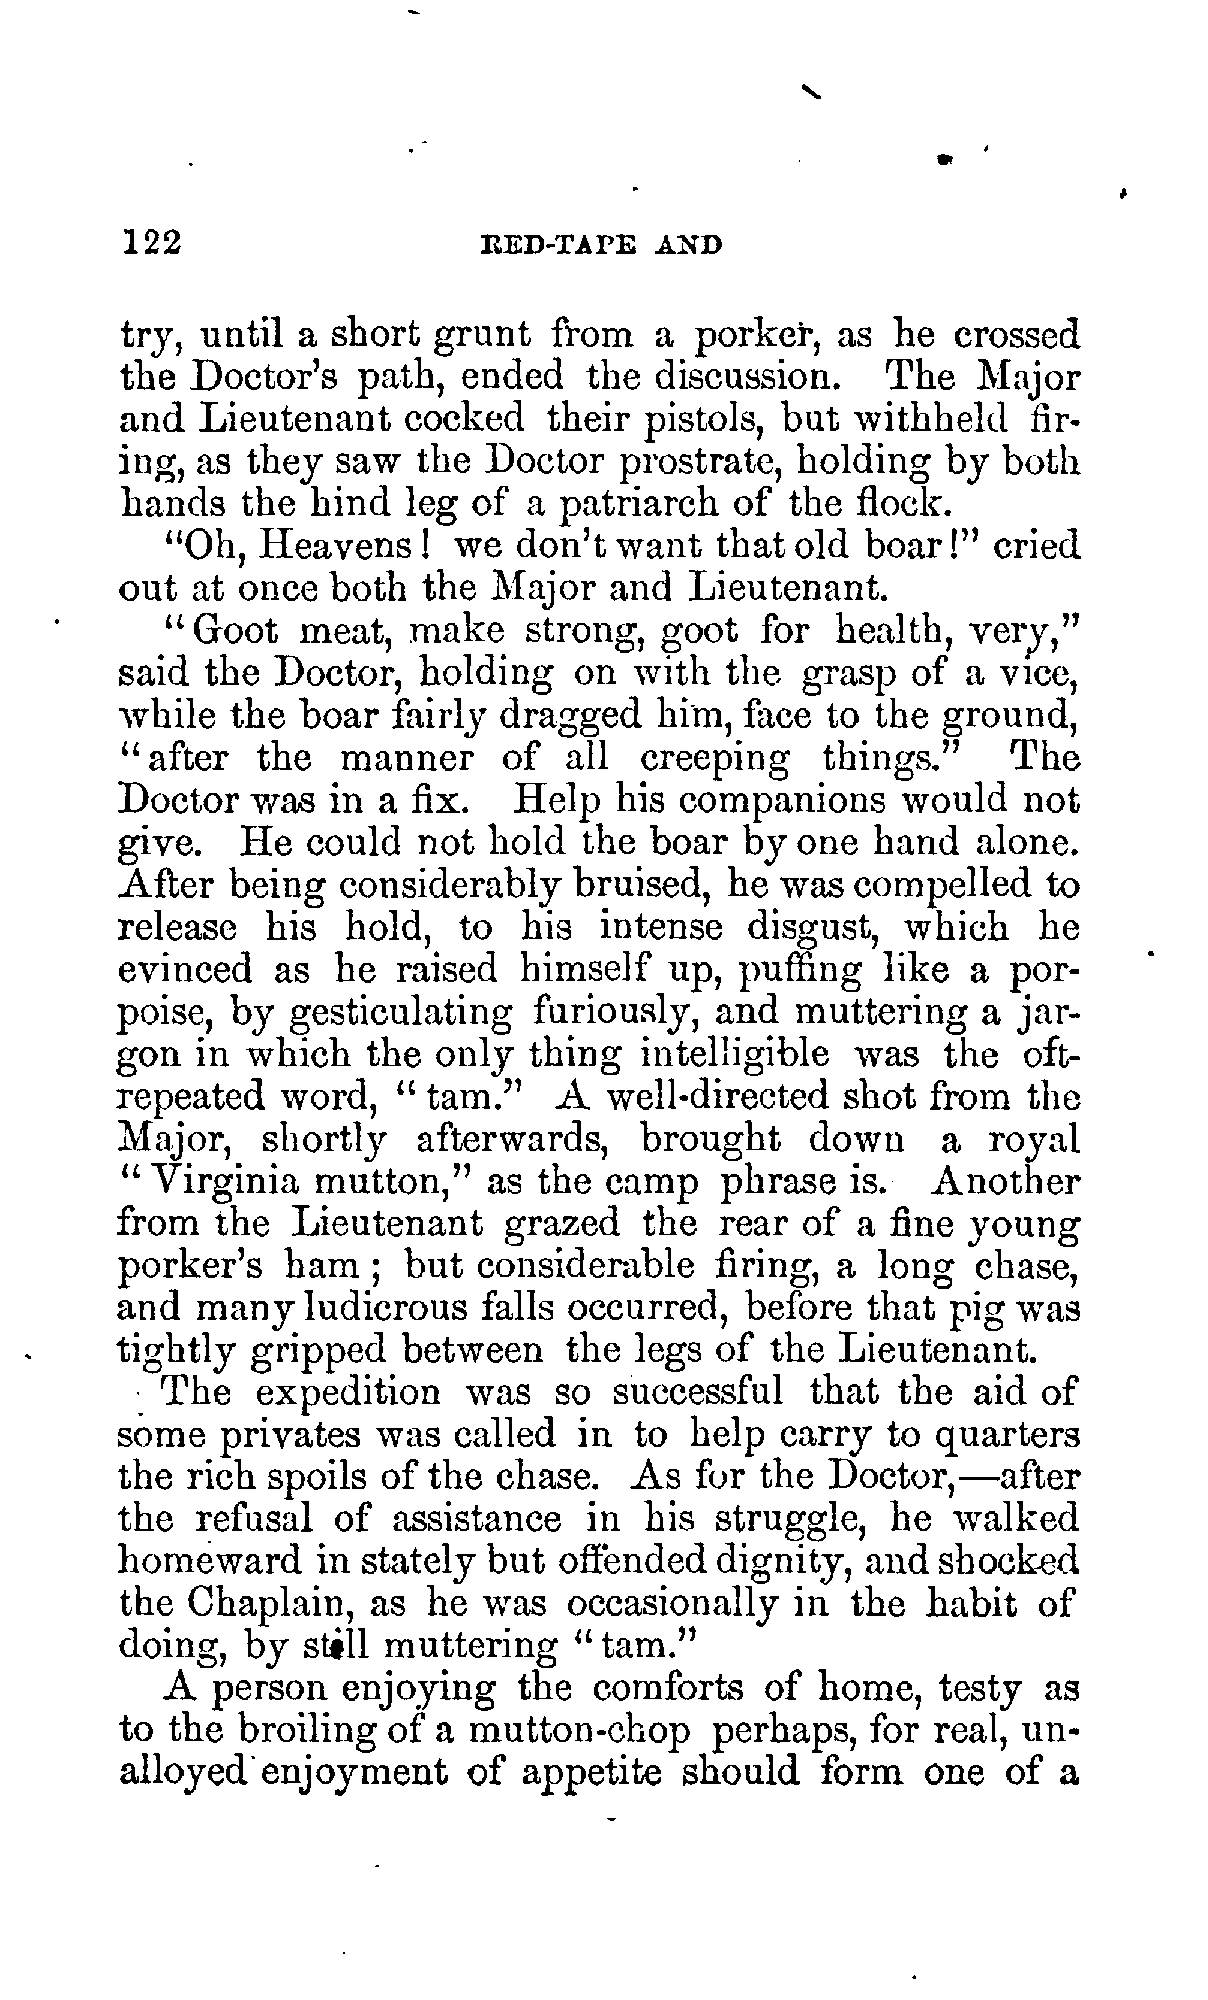 122 RED-TAPE AND
try, until a short grunt from a porker, as he crossed
the Doctor's path, ended the discussion. The Major
and Lieutenant cocked their pistols, but withheld fir-
ing, as they saw the Doctor prostrate, holding by both
hands the hind leg of a patriarch of the flock.
"Oh, Heavens! we don't want that old boar!" cried
out at once both the Major and Lieutenant.
"Goot meat, make strong, goot for health, very,"
said the Doctor, holding on with the grasp of a vice,
while the boar fairly dragged him, face to the ground,
"after the manner of all creeping things." The
Doctor was in a fix. Help his companions would not
give. He could not hold the boar by one hand alone.
After being considerably bruised, he was compelled to
release his hold, to his intense disgust, which he
evinced as he raised himself up, puffing like a por-
poise, by gesticulating furiously, and muttering a jar-
gon in which the only thing intelligible was the oft-
repeated word, "tam." A well-directed shot from the
Major, shortly afterwards, brought down a royal
"Virginia mutton," as the camp phrase is. Another
from the Lieutenant grazed the rear of a fine young
porker's ham; but considerable firing, a long chase,
and many ludicrous falls occurred, before that pig was
tightly gripped between the legs of the Lieutenant.
The expedition was so successful that the aid of
some privates was called in to help carry to quarters
the rich spoils of the chase. As for the Doctor,—after
the refusal of assistance in his struggle, he walked
homeward in stately but offended dignity, and shocked
the Chaplain, as he was occasionally in the habit of
doing, by still muttering "tam."
A person enjoying the comforts of home, testy as
to the broiling of a mutton-chop perhaps, for real, un-
alloyed enjoyment of appetite should form one of a